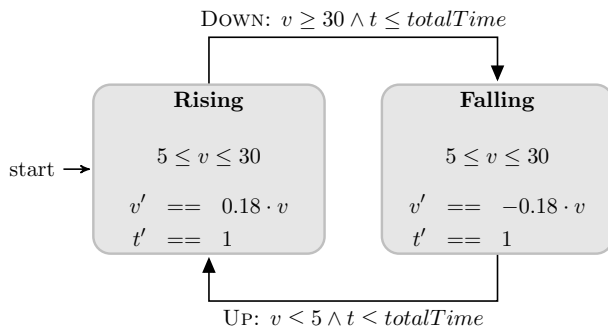 DOWN: v ≥ 30 ∧ t ≤ totalTime
Rising
5 ≤ v ≤ 30
v′ == 0.18 · v
t′ == 1
Falling
5 ≤ v ≤ 30
v′ == −0.18 · v
t′ == 1
start
UP: v < 5 ∧ t < totalTime